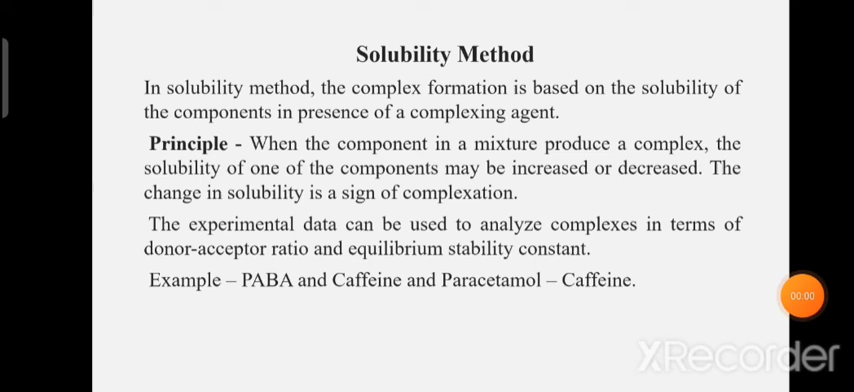 Solubility Method
In solubility method, the complex formation is based on the solubility of
the components in presence of a complexing agent.
Principle - When the component in a mixture produce a complex, the
solubility of one of the components may be increased or decreased. The
change in solubility is a sign of complexation.
The experimental data can be used to analyze complexes in terms of
donor-acceptor ratio and equilibrium stability constant.
Example – PABA and Caffeine and Paracetamol – Caffeine.
00:00
XRecorder